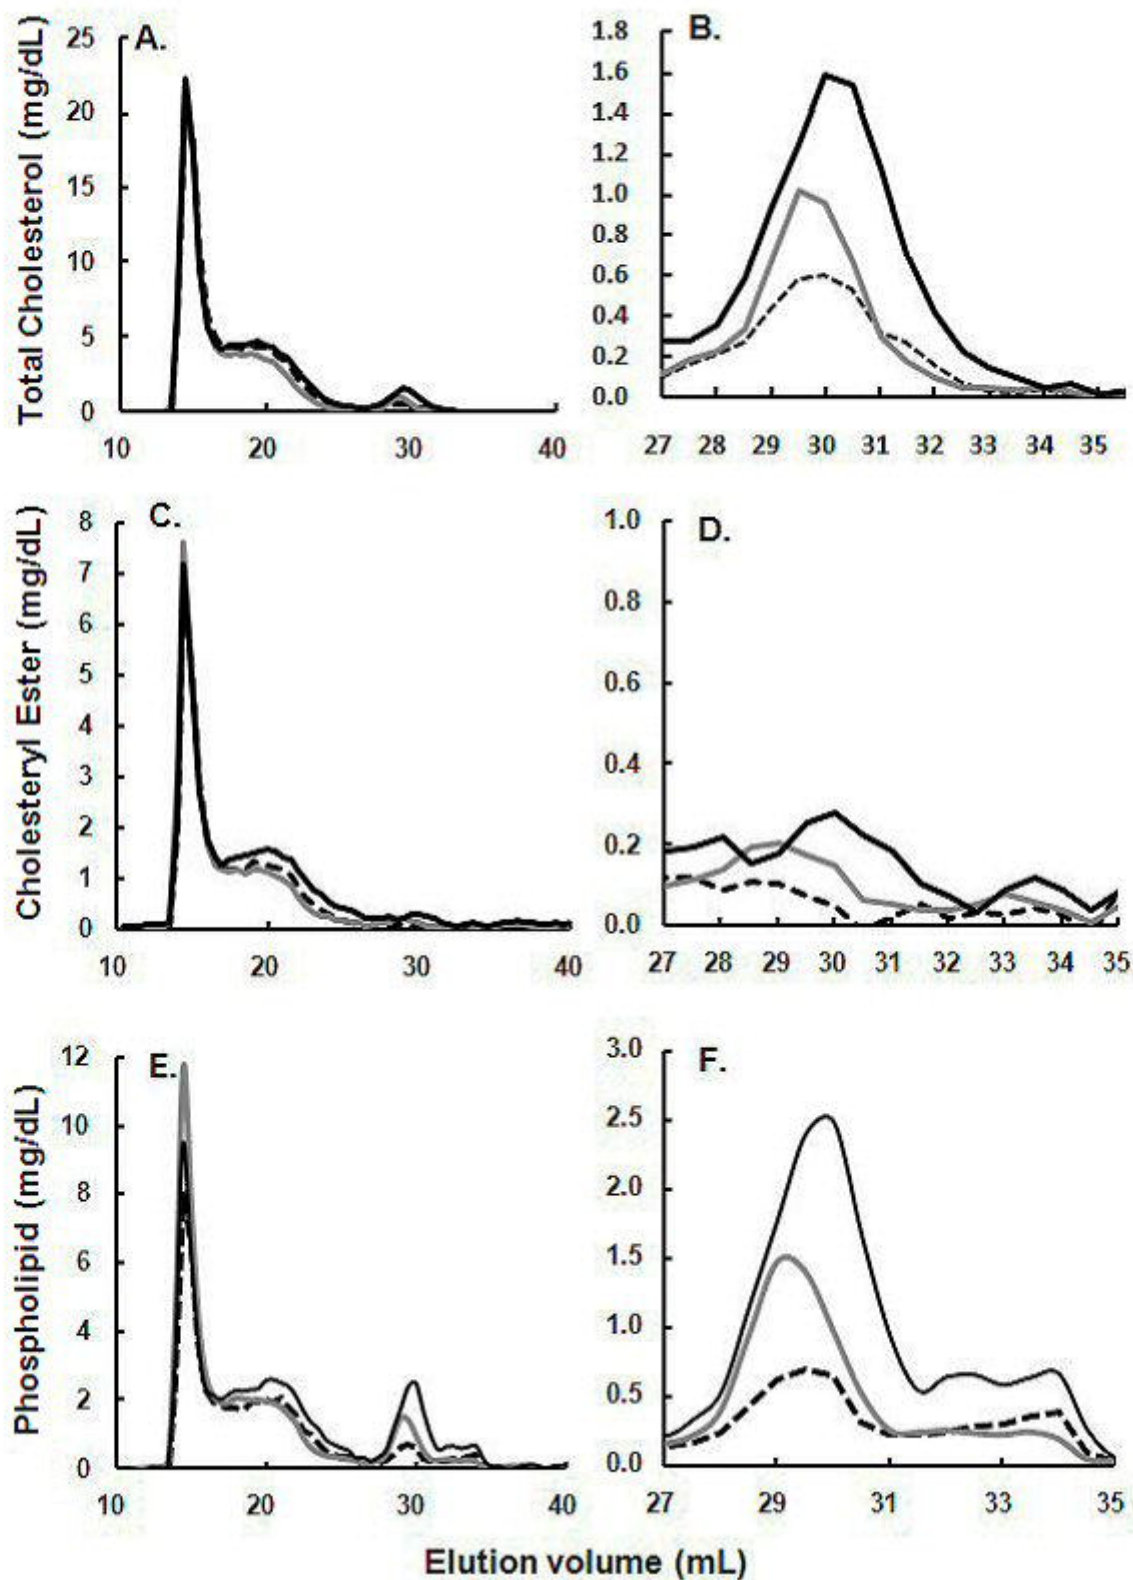 A.
Total Cholesterol (mg/dL)
25
20
15
10
5
0
10 20 30 40
B.
1.8
1.6
1.4
1.2
1.0
0.8
0.6
0.4
0.2
0.0
27 28 29 30 31 32 33 34 35
C.
Cholesteryl Ester (mg/dL)
8
7
6
5
4
3
2
1
0
10 20 30 40
D.
1.0
0.8
0.6
0.4
0.2
0.0
27 28 29 30 31 32 33 34 35
E.
Phospholipid (mg/dL)
12
10
8
6
4
2
0
10 20 30 40
F.
3.0
2.5
2.0
1.5
1.0
0.5
0.0
27 29 31 33 35
Elution volume (mL)